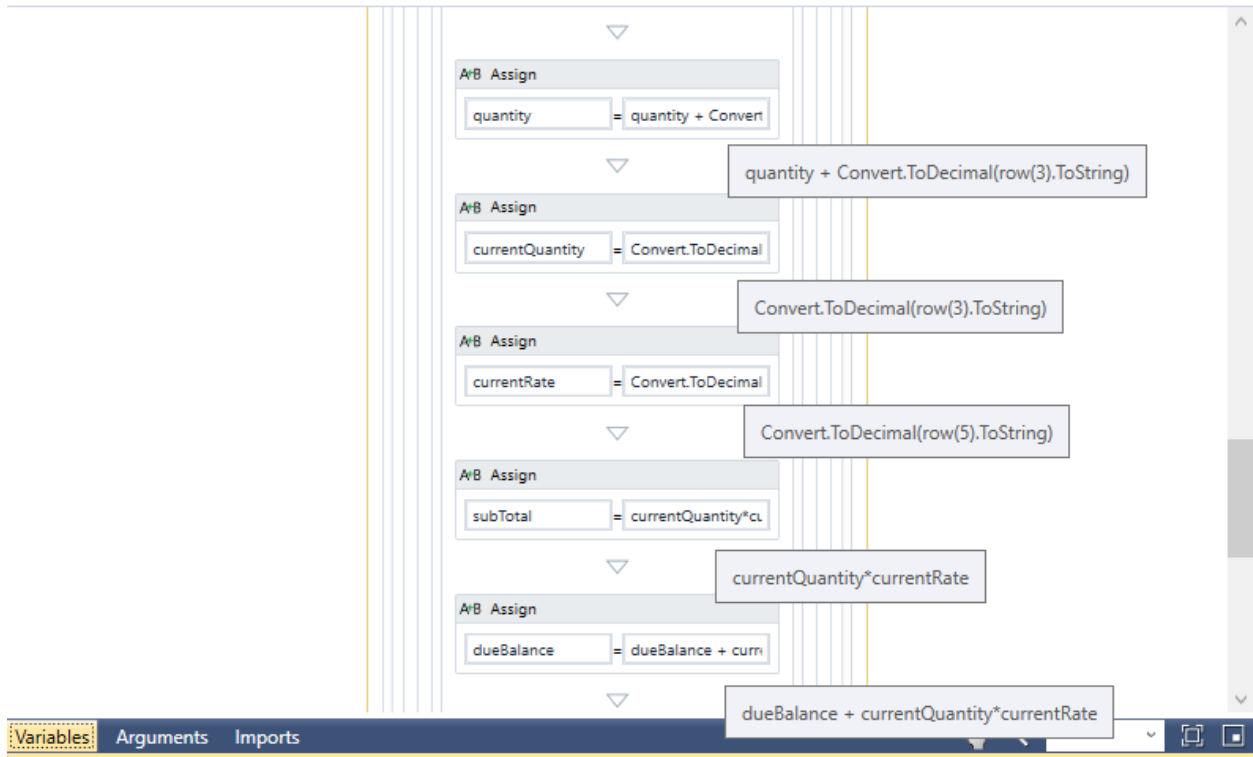 A+B Assign
quantity = quantity + Convert
quantity + Convert.ToDecimal(row(3).ToString)
A+B Assign
currentQuantity = Convert.ToDecimal
Convert.ToDecimal(row(3).ToString)
A+B Assign
currentRate = Convert.ToDecimal
Convert.ToDecimal(row(5).ToString)
A+B Assign
subTotal = currentQuantity*cu
currentQuantity*currentRate
A+B Assign
dueBalance = dueBalance + curr
dueBalance + currentQuantity*currentRate
Variables Arguments Imports